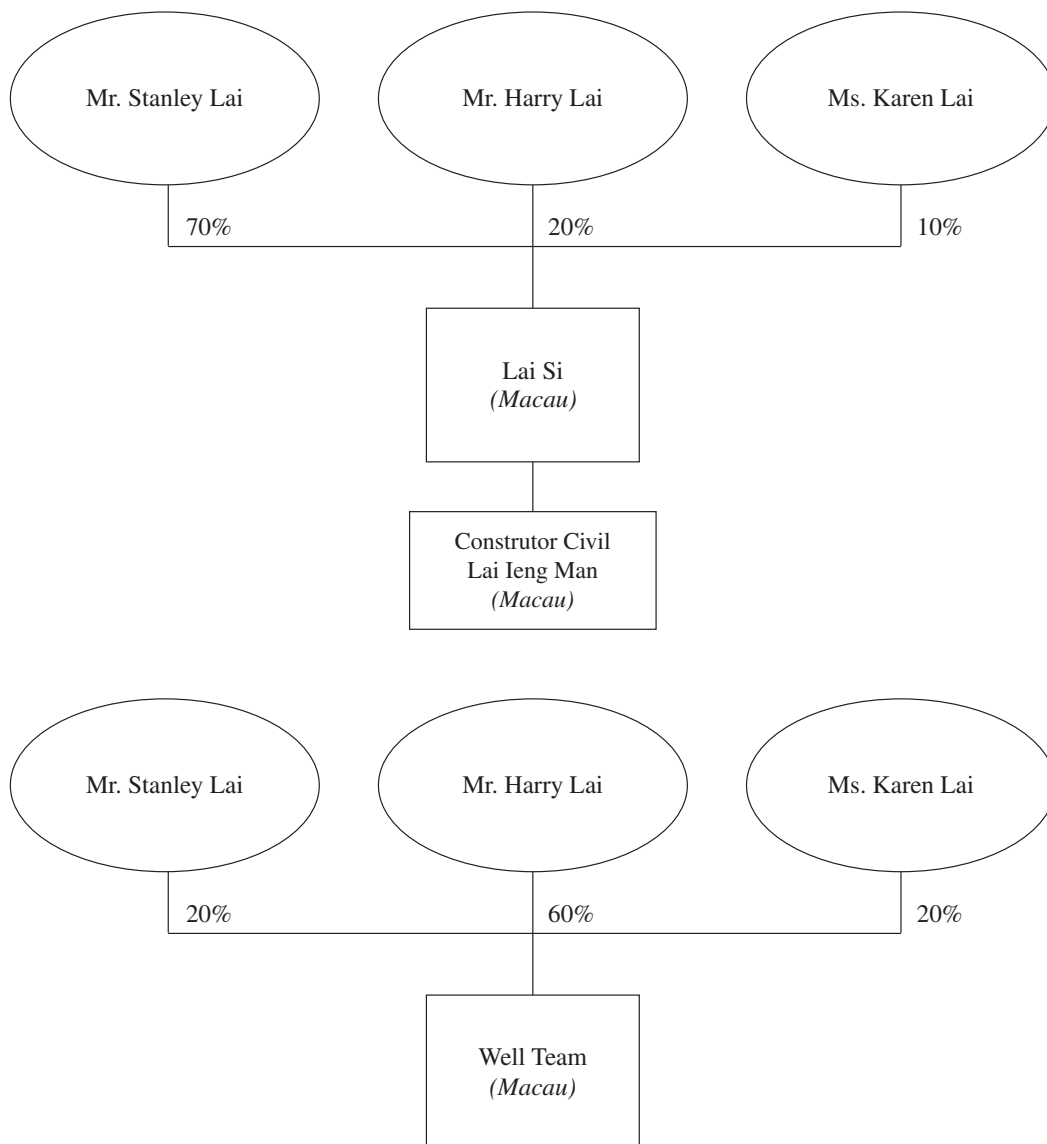 Mr. Stanley Lai
Mr. Harry Lai
Ms. Karen Lai
70%
20%
10%
Lai Si
(Macau)
Construtor Civil
Lai Ieng Man
(Macau)
Mr. Stanley Lai
Mr. Harry Lai
Ms. Karen Lai
20%
60%
20%
Well Team
(Macau)